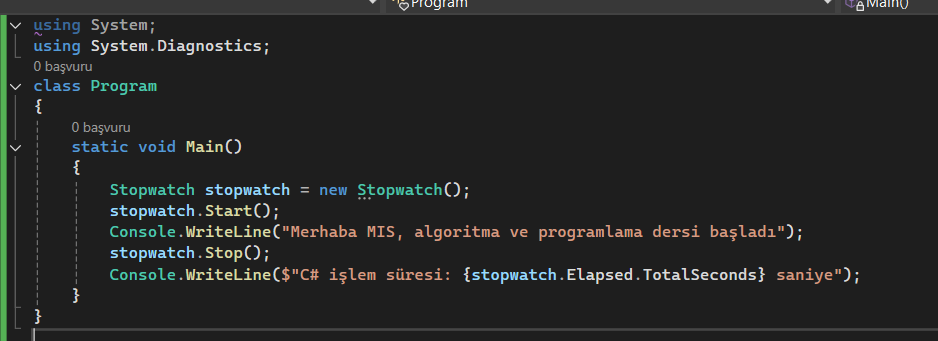 Program
Main()
using System;
using System.Diagnostics;
0 başvuru
class Program
{
0 başvuru
static void Main()
{
Stopwatch stopwatch = new Stopwatch();
stopwatch.Start();
Console.WriteLine("Merhaba MIS, algoritma ve programlama dersi başladı");
stopwatch.Stop();
Console.WriteLine($"C# işlem süresi: {stopwatch.Elapsed.TotalSeconds} saniye");
}
}